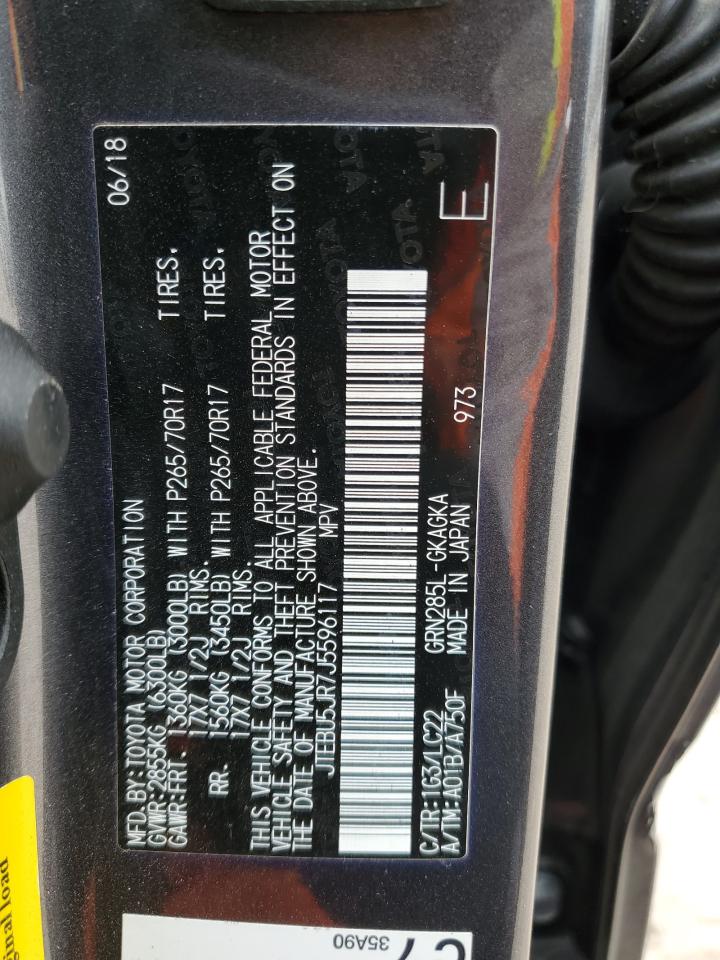 MFD.BY:TOYOTA MOTOR CORPORATION 06/18
GVWR:2855KG (6300LB)
GAWR:FRT. 1360KG (3000LB) WITH P265/70R17 TIRES.
17X7 1/2J RIMS.
RR. 1560KG (3450LB) WITH P265/70R17 TIRES.
17X7 1/2J RIMS.
THIS VEHICLE CONFORMS TO ALL APPLICABLE FEDERAL MOTOR
VEHICLE SAFETY AND THEFT PREVENTION STANDARDS IN EFFECT ON
THE DATE OF MANUFACTURE SHOWN ABOVE.
JTEBU5JR7J5596117 MPV
C/TR:1G3/LC22 GRN285L-GKAGKA
A/TM:A01B/A750F MADE IN JAPAN 973 E
35A90
load